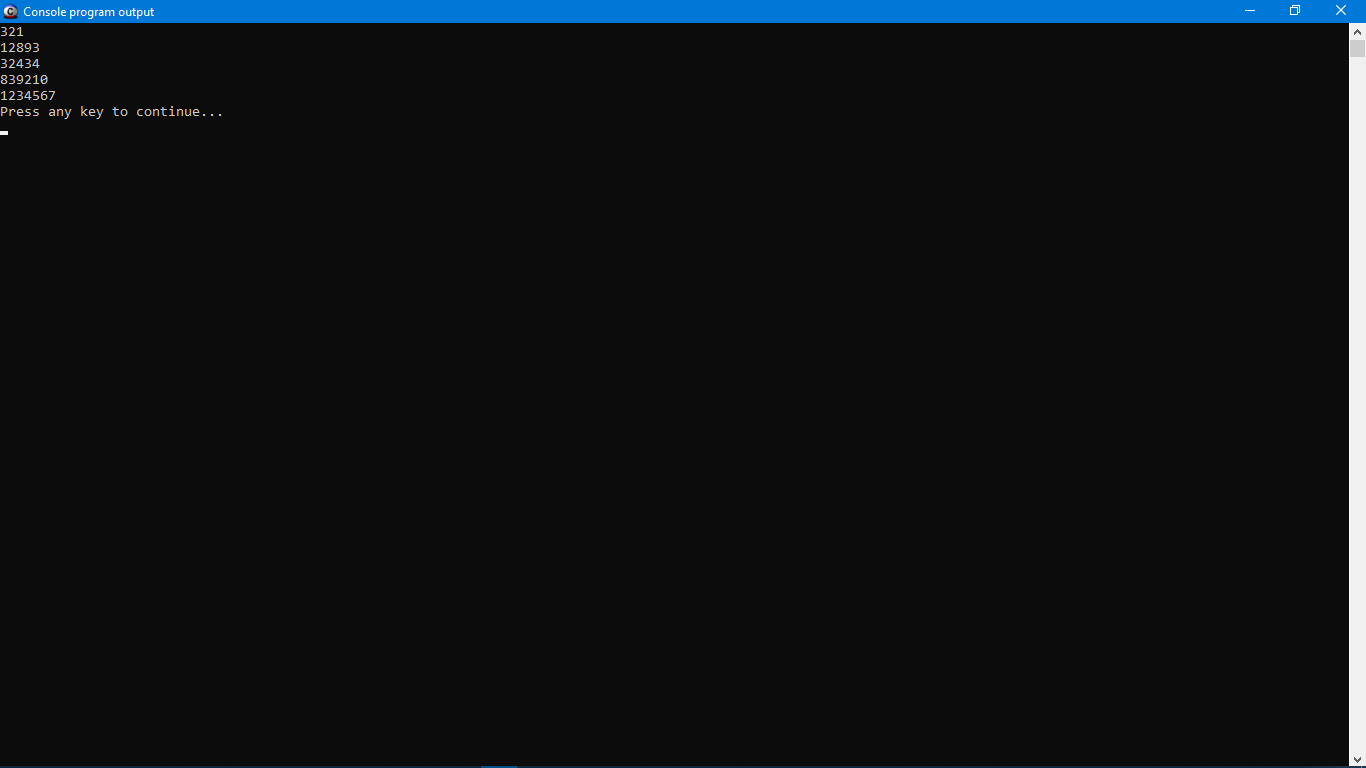 Console program output
321
12893
32434
839210
1234567
Press any key to continue...